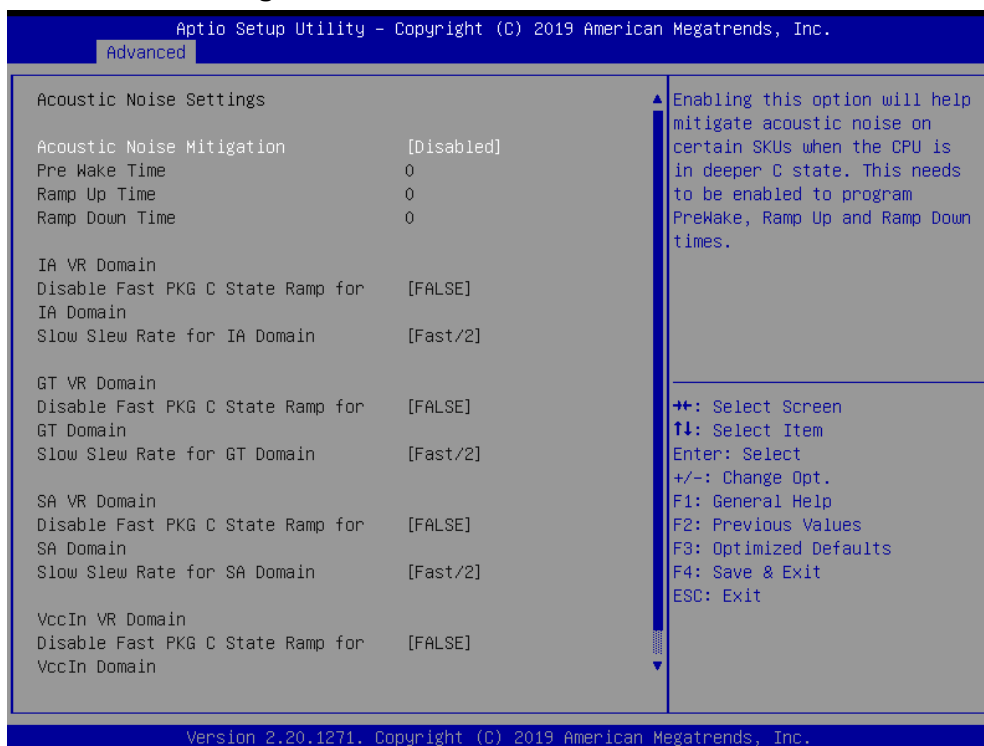 Aptio Setup Utility – Copyright (C) 2019 American Megatrends, Inc.
Advanced
Acoustic Noise Settings
Acoustic Noise Mitigation [Disabled]
Pre Wake Time 0
Ramp Up Time 0
Ramp Down Time 0
IA VR Domain
Disable Fast PKG C State Ramp for [FALSE]
IA Domain
Slow Slew Rate for IA Domain [Fast/2]
GT VR Domain
Disable Fast PKG C State Ramp for [FALSE]
GT Domain
Slow Slew Rate for GT Domain [Fast/2]
SA VR Domain
Disable Fast PKG C State Ramp for [FALSE]
SA Domain
Slow Slew Rate for SA Domain [Fast/2]
VccIn VR Domain
Disable Fast PKG C State Ramp for [FALSE]
VccIn Domain
Enabling this option will help
mitigate acoustic noise on
certain SKUs when the CPU is
in deeper C state. This needs
to be enabled to program
PreWake, Ramp Up and Ramp Down
times.
→←: Select Screen
↑↓: Select Item
Enter: Select
+/-: Change Opt.
F1: General Help
F2: Previous Values
F3: Optimized Defaults
F4: Save & Exit
ESC: Exit
Version 2.20.1271. Copyright (C) 2019 American Megatrends, Inc.